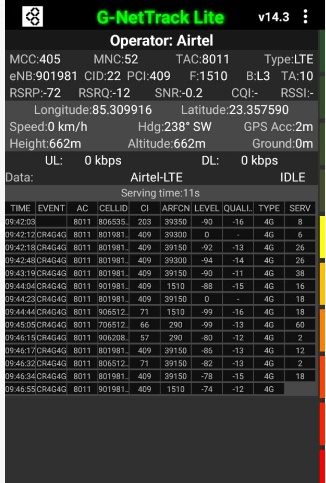 G-NetTrack Lite v14.3
Operator: Airtel
MCC:405 MNC:52 TAC:8011 Type:LTE
eNB:901981 CID:22 PCI:409 F:1510 B:L3 TA:10
RSRP:-72 RSRQ:-12 SNR:-0.2 CQI:- RSSI:-
Longitude:85.309916 Latitude:23.357590
Speed:0 km/h Hdg:238° SW GPS Acc:2m
Height:662m Altitude:662m Ground:0m
UL: 0 kbps DL: 0 kbps
Data: Airtel-LTE IDLE
Serving time:11s
TIME EVENT AC CELLID CI ARFCN LEVEL QUALI.. TYPE SERV
09:42:03 8011 806535.. 203 39350 -90 -16 4G 8
09:42:12 CR4G4G 8011 801981.. 409 39300 0 - 4G 6
09:42:18 CR4G4G 8011 801981.. 409 39150 -92 -13 4G 26
09:42:48 CR4G4G 8011 801981.. 409 39300 -94 -14 4G 26
09:43:19 CR4G4G 8011 801981.. 409 39150 -90 -11 4G 38
09:44:04 CR4G4G 8011 901981.. 409 1510 -88 -15 4G 16
09:44:23 CR4G4G 8011 801981.. 409 39150 0 - 4G 18
09:44:44 CR4G4G 8011 906512.. 71 1510 -99 -16 4G 18
09:45:05 CR4G4G 8011 706512.. 66 290 -99 -13 4G 60
09:46:15 CR4G4G 8011 906208.. 57 290 -80 -12 4G 2
09:46:17 CR4G4G 8011 801981.. 409 39150 -86 -13 4G 12
09:46:32 CR4G4G 8011 806512.. 71 39150 -82 -13 4G 2
09:46:34 CR4G4G 8011 801981.. 409 39150 -78 -15 4G 18
09:46:55 CR4G4G 8011 901981.. 409 1510 -74 -12 4G